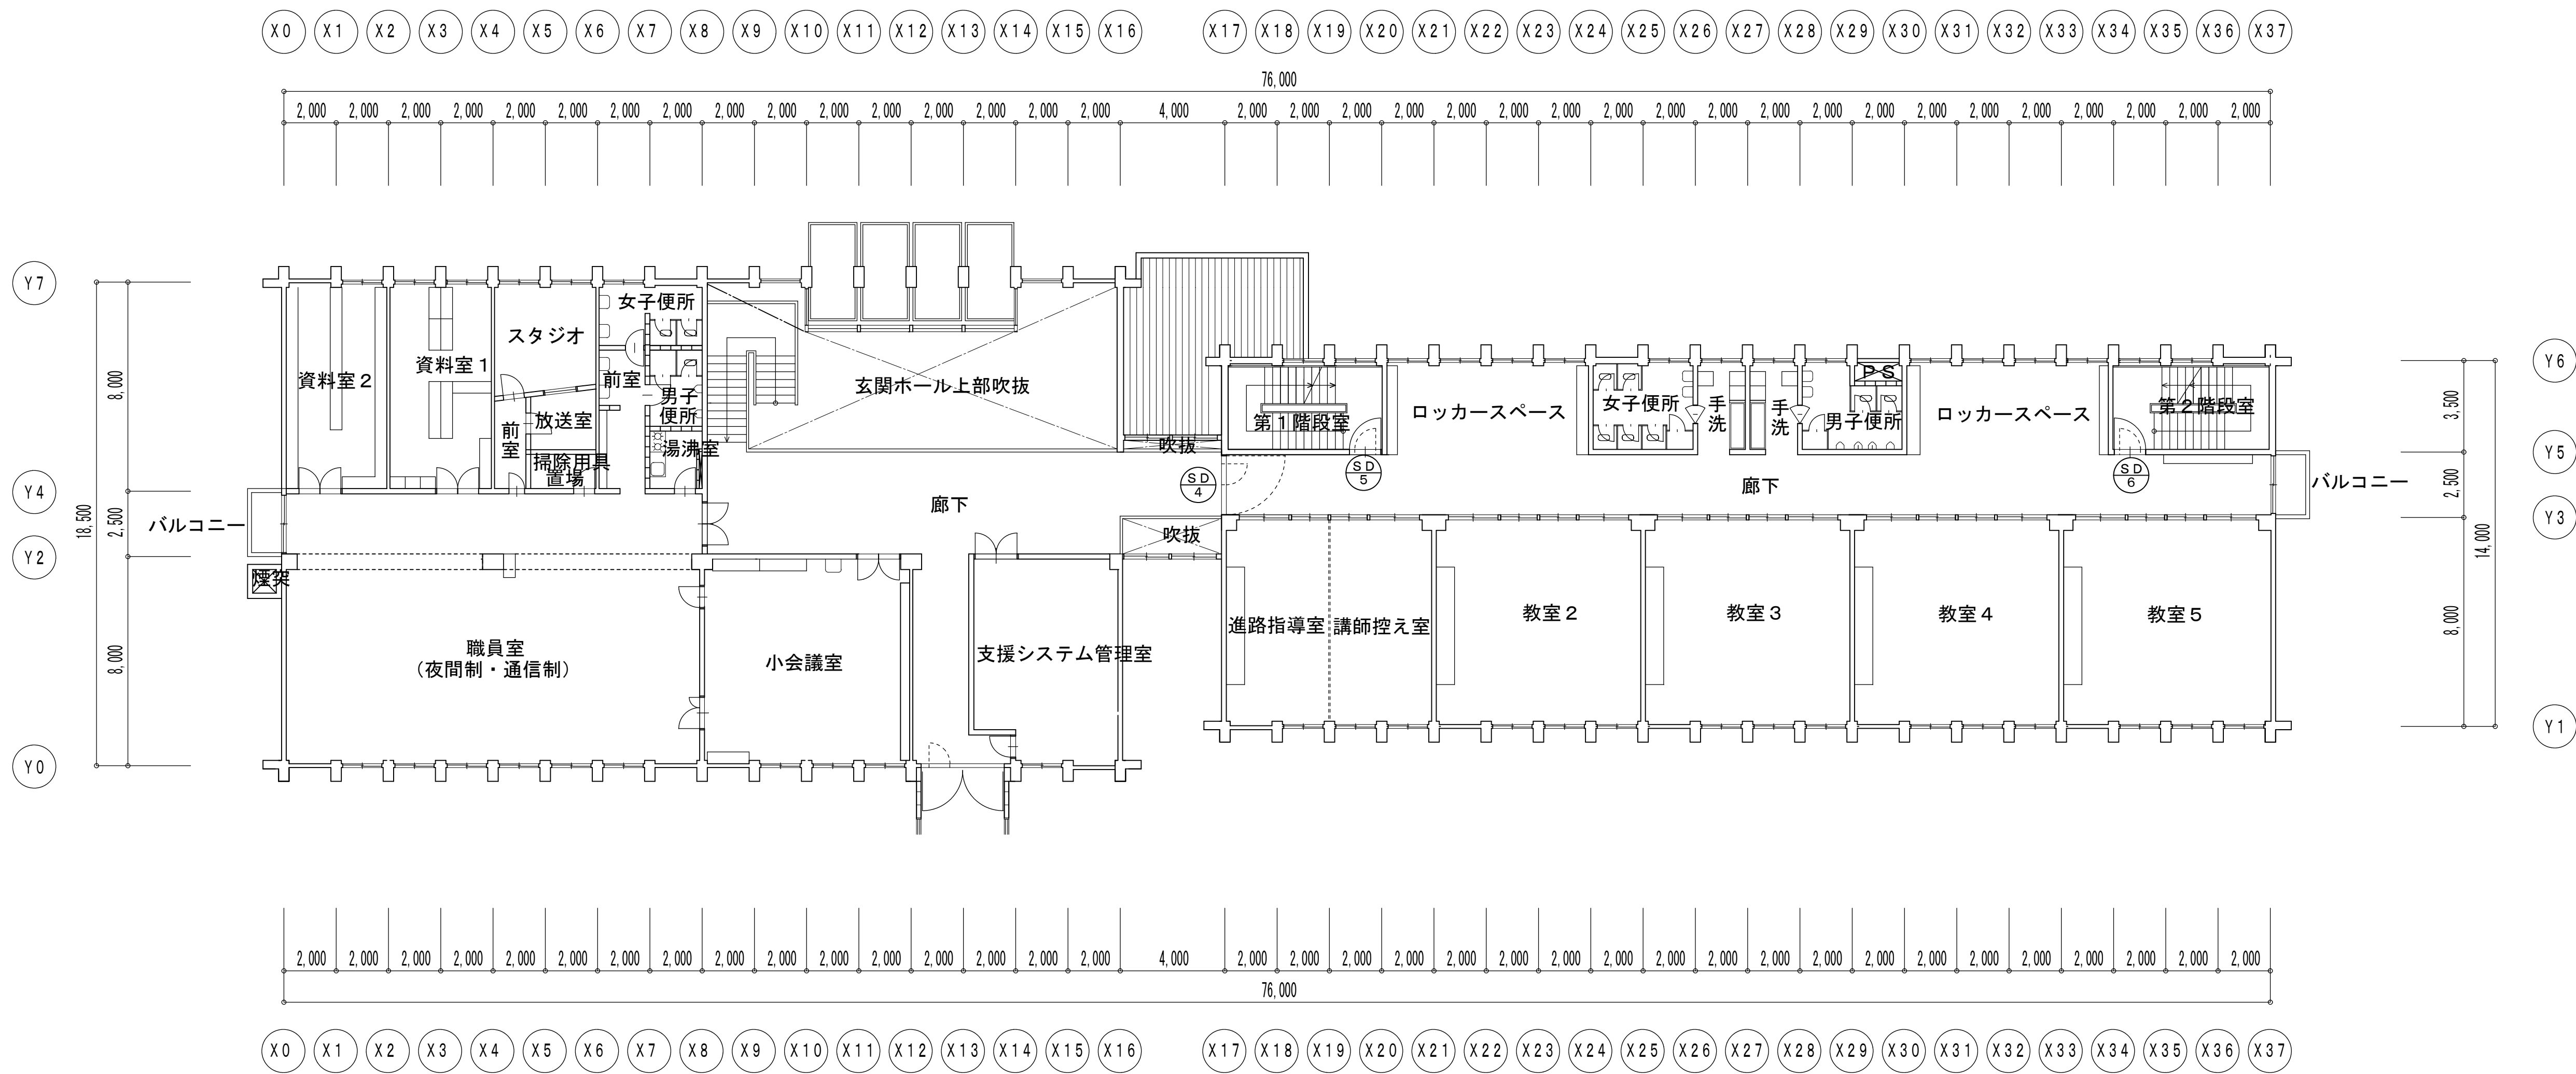 X0 X1 X2 X3 X4 X5 X6 X7 X8 X9 X10 X11 X12 X13 X14 X15 X16 X17 X18 X19 X20 X21 X22 X23 X24 X25 X26 X27 X28 X29 X30 X31 X32 X33 X34 X35 X36 X37
76,000
2,000 2,000 2,000 2,000 2,000 2,000 2,000 2,000 2,000 2,000 2,000 2,000 2,000 2,000 2,000 2,000 4,000 2,000 2,000 2,000 2,000 2,000 2,000 2,000 2,000 2,000 2,000 2,000 2,000 2,000 2,000 2,000 2,000 2,000 2,000 2,000 2,000
Y7
Y4
Y2
Y0
18,500
8,000
2,500
8,000
Y6
Y5
Y3
Y1
3,500
2,500
8,000
14,000
資料室2
資料室1
スタジオ
女子便所
前室
男子
便所
放送室
前
室
掃除用具
置場
湯沸室
玄関ホール上部吹抜
吹抜
第1階段室
ロッカースペース
女子便所
手
洗
手
洗
PS
男子便所
ロッカースペース
第2階段室
バルコニー
廊下
SD
4
SD
5
廊下
SD
6
バルコニー
吹抜
煙突
職員室
(夜間制・通信制)
小会議室
支援システム管理室
進路指導室
講師控え室
教室2
教室3
教室4
教室5
2,000 2,000 2,000 2,000 2,000 2,000 2,000 2,000 2,000 2,000 2,000 2,000 2,000 2,000 2,000 2,000 4,000 2,000 2,000 2,000 2,000 2,000 2,000 2,000 2,000 2,000 2,000 2,000 2,000 2,000 2,000 2,000 2,000 2,000 2,000 2,000 2,000
76,000
X0 X1 X2 X3 X4 X5 X6 X7 X8 X9 X10 X11 X12 X13 X14 X15 X16 X17 X18 X19 X20 X21 X22 X23 X24 X25 X26 X27 X28 X29 X30 X31 X32 X33 X34 X35 X36 X37